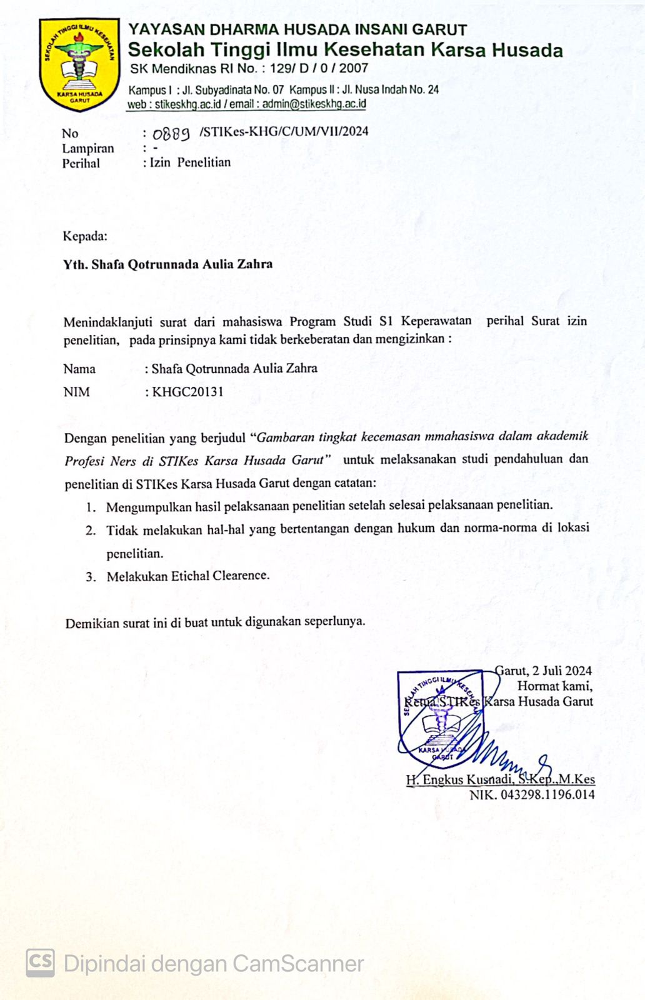 SEKOLAH TINGGI ILMU KESEHATAN
KARSA HUSADA
GARUT
YAYASAN DHARMA HUSADA INSANI GARUT
Sekolah Tinggi Ilmu Kesehatan Karsa Husada
SK Mendiknas RI No. : 129/ D / 0 / 2007
Kampus I : Jl. Subyadinata No. 07 Kampus II : Jl. Nusa Indah No. 24
web : stikeskhg.ac.id / email : admin@stikeskhg.ac.id
No : 0889 /STIKes-KHG/C/UM/VII/2024
Lampiran : -
Perihal : Izin Penelitian
Kepada:
Yth. Shafa Qotrunnada Aulia Zahra
Menindaklanjuti surat dari mahasiswa Program Studi S1 Keperawatan perihal Surat izin
penelitian, pada prinsipnya kami tidak berkeberatan dan mengizinkan :
Nama : Shafa Qotrunnada Aulia Zahra
NIM : KHGC20131
Dengan penelitian yang berjudul “Gambaran tingkat kecemasan mmahasiswa dalam akademik
Profesi Ners di STIKes Karsa Husada Garut” untuk melaksanakan studi pendahuluan dan
penelitian di STIKes Karsa Husada Garut dengan catatan:
1. Mengumpulkan hasil pelaksanaan penelitian setelah selesai pelaksanaan penelitian.
2. Tidak melakukan hal-hal yang bertentangan dengan hukum dan norma-norma di lokasi
penelitian.
3. Melakukan Etichal Clearence.
Demikian surat ini di buat untuk digunakan seperlunya.
Garut, 2 Juli 2024
Hormat kami,
Ketua STIKes Karsa Husada Garut
SEKOLAH TINGGI ILMU KESEHATAN
KARSA HUSADA
GARUT
H. Engkus Kusnadi, S.Kep.,M.Kes
NIK. 043298.1196.014
CS Dipindai dengan CamScanner